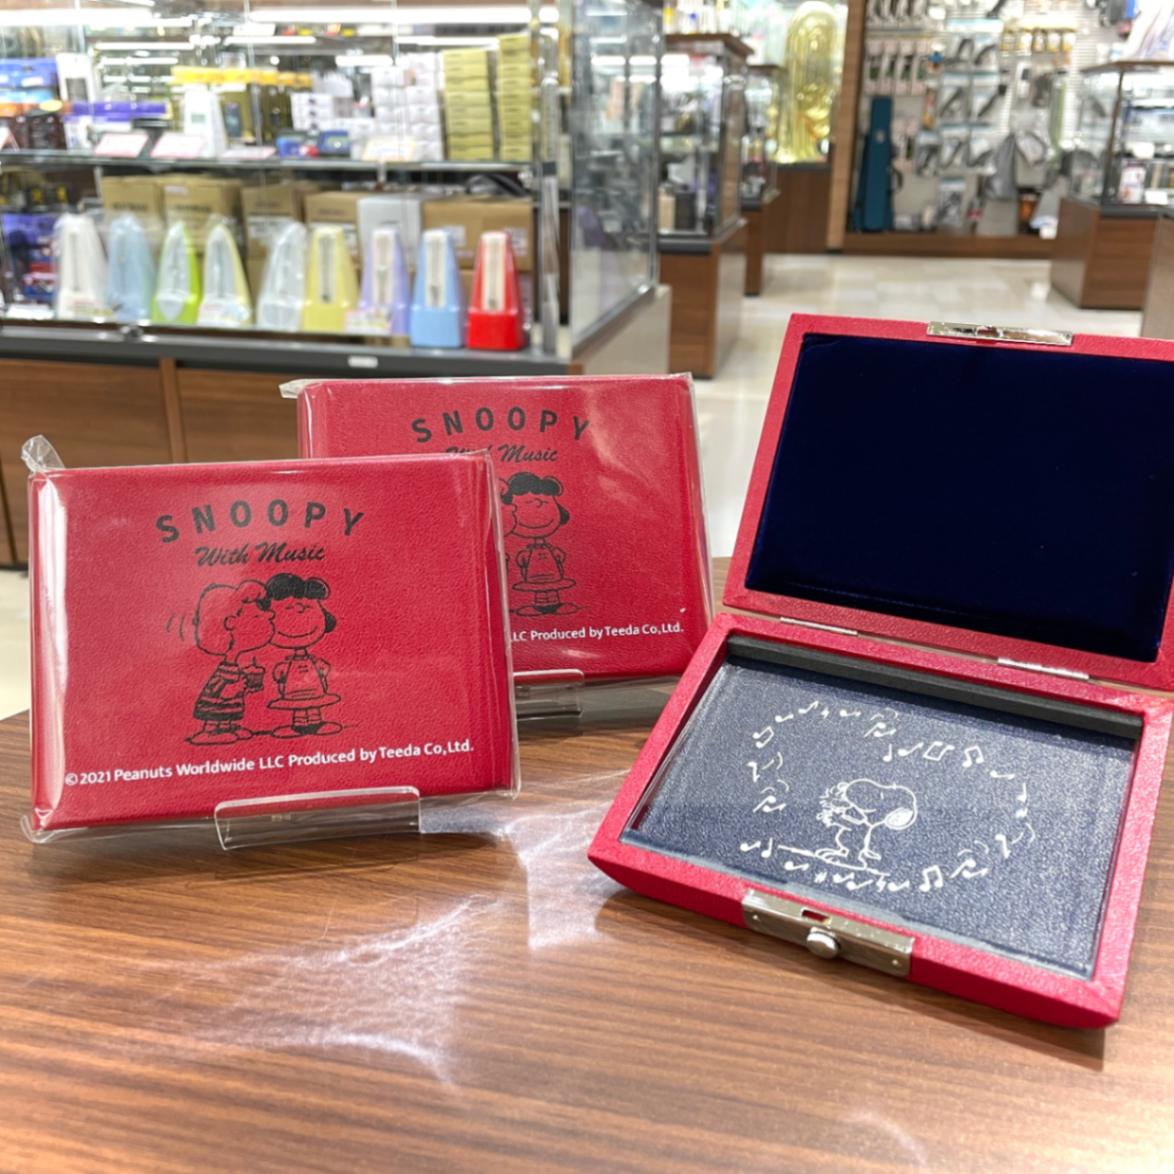 SNOOPY
With Music
©2021 Peanuts Worldwide LLC Produced by Teeda Co,Ltd.
SNOOPY
With Music
LLC Produced by Teeda Co,Ltd.